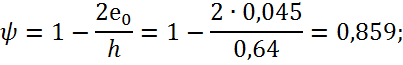 ψ = 1 − 2e₀/h = 1 − 2 · 0,045/0,64 = 0,859;